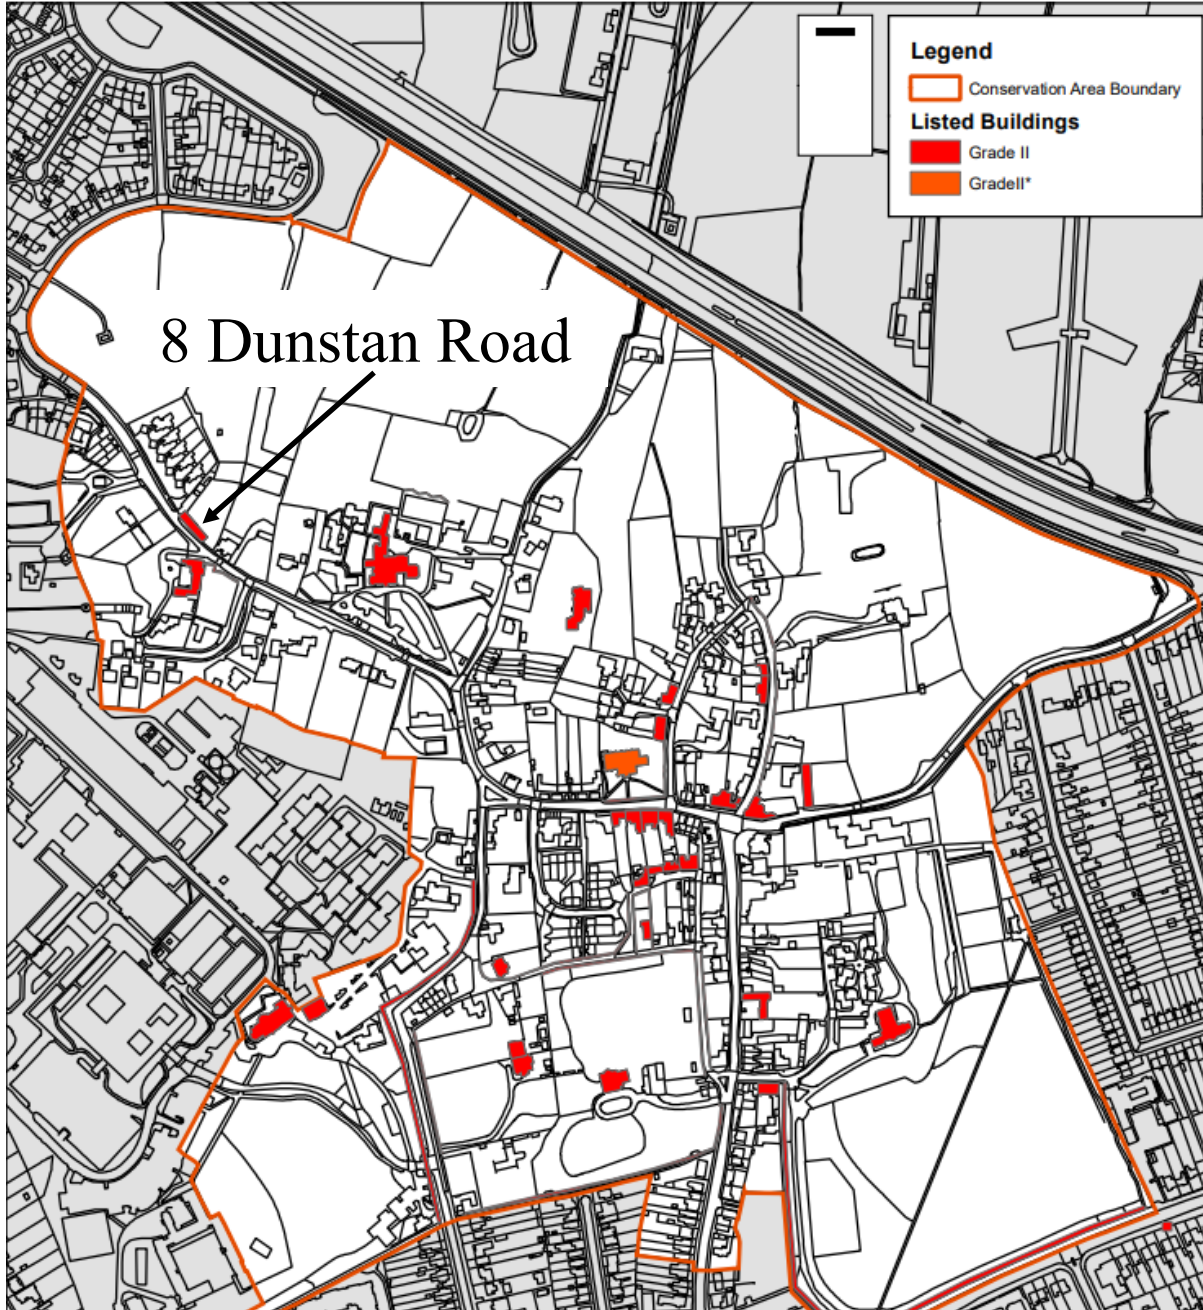 Legend
Conservation Area Boundary
Listed Buildings
Grade II
GradeII*
8 Dunstan Road